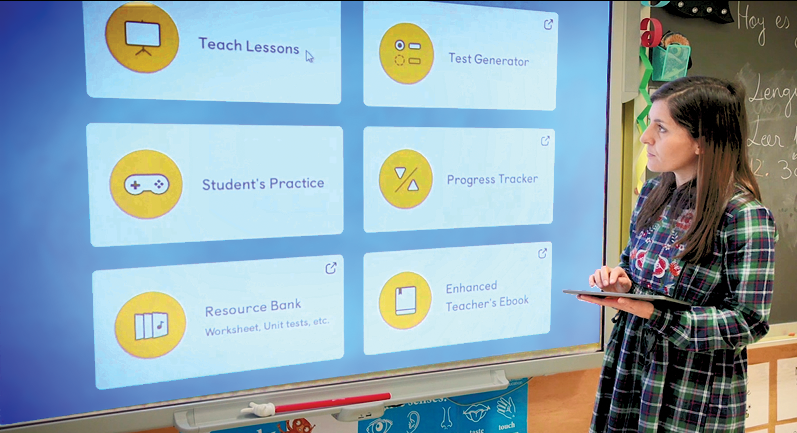 Teach Lessons
Test Generator
Student's Practice
Progress Tracker
Resource Bank
Worksheet, Unit tests, etc.
Enhanced
Teacher's Ebook
Hoy es
Leer
12. 30
senses:
taste
touch